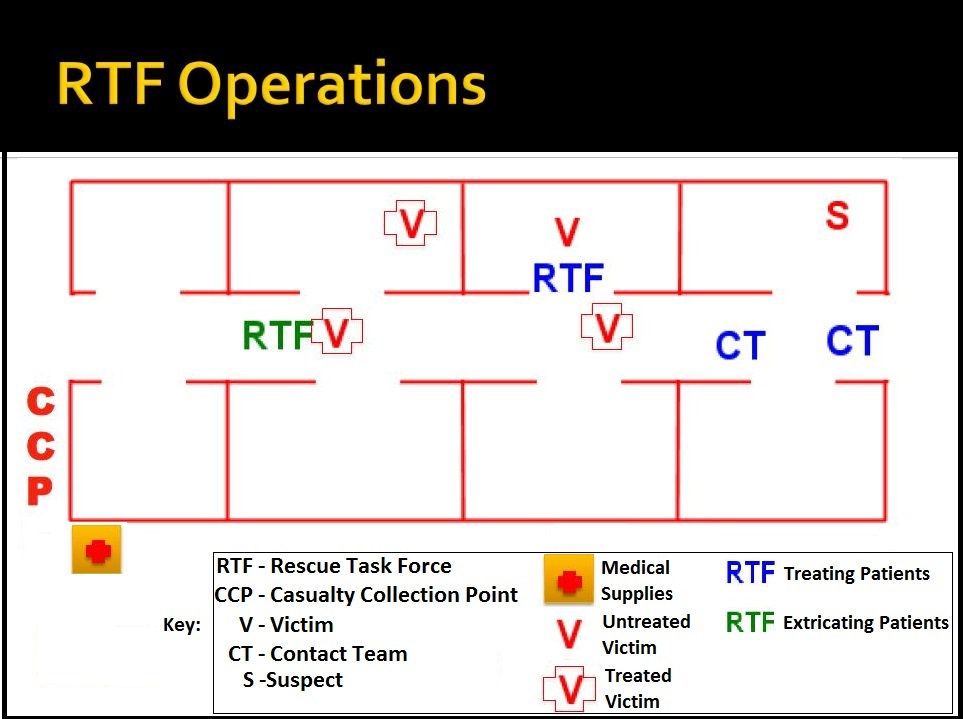 RTF Operations
V
V
S
RTF
RTF V
V
CT
CT
C
C
P
Key:
RTF - Rescue Task Force
CCP - Casualty Collection Point
V - Victim
CT - Contact Team
S -Suspect
Medical
Supplies
V Untreated
Victim
V Treated
Victim
RTF Treating Patients
RTF Extricating Patients